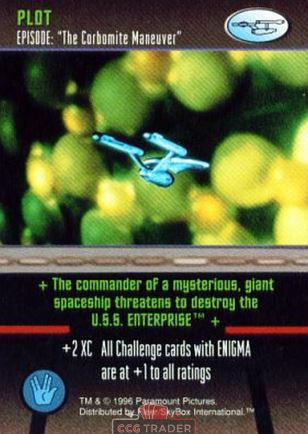 PLOT
EPISODE: "The Corbomite Maneuver"
+ The commander of a mysterious, giant
spaceship threatens to destroy the
U.S.S. ENTERPRISE™ +
+2 XC All Challenge cards with ENIGMA
are at +1 to all ratings
TM & © 1996 Paramount Pictures.
Distributed by Fleer/SkyBox International.™
CCG TRADER